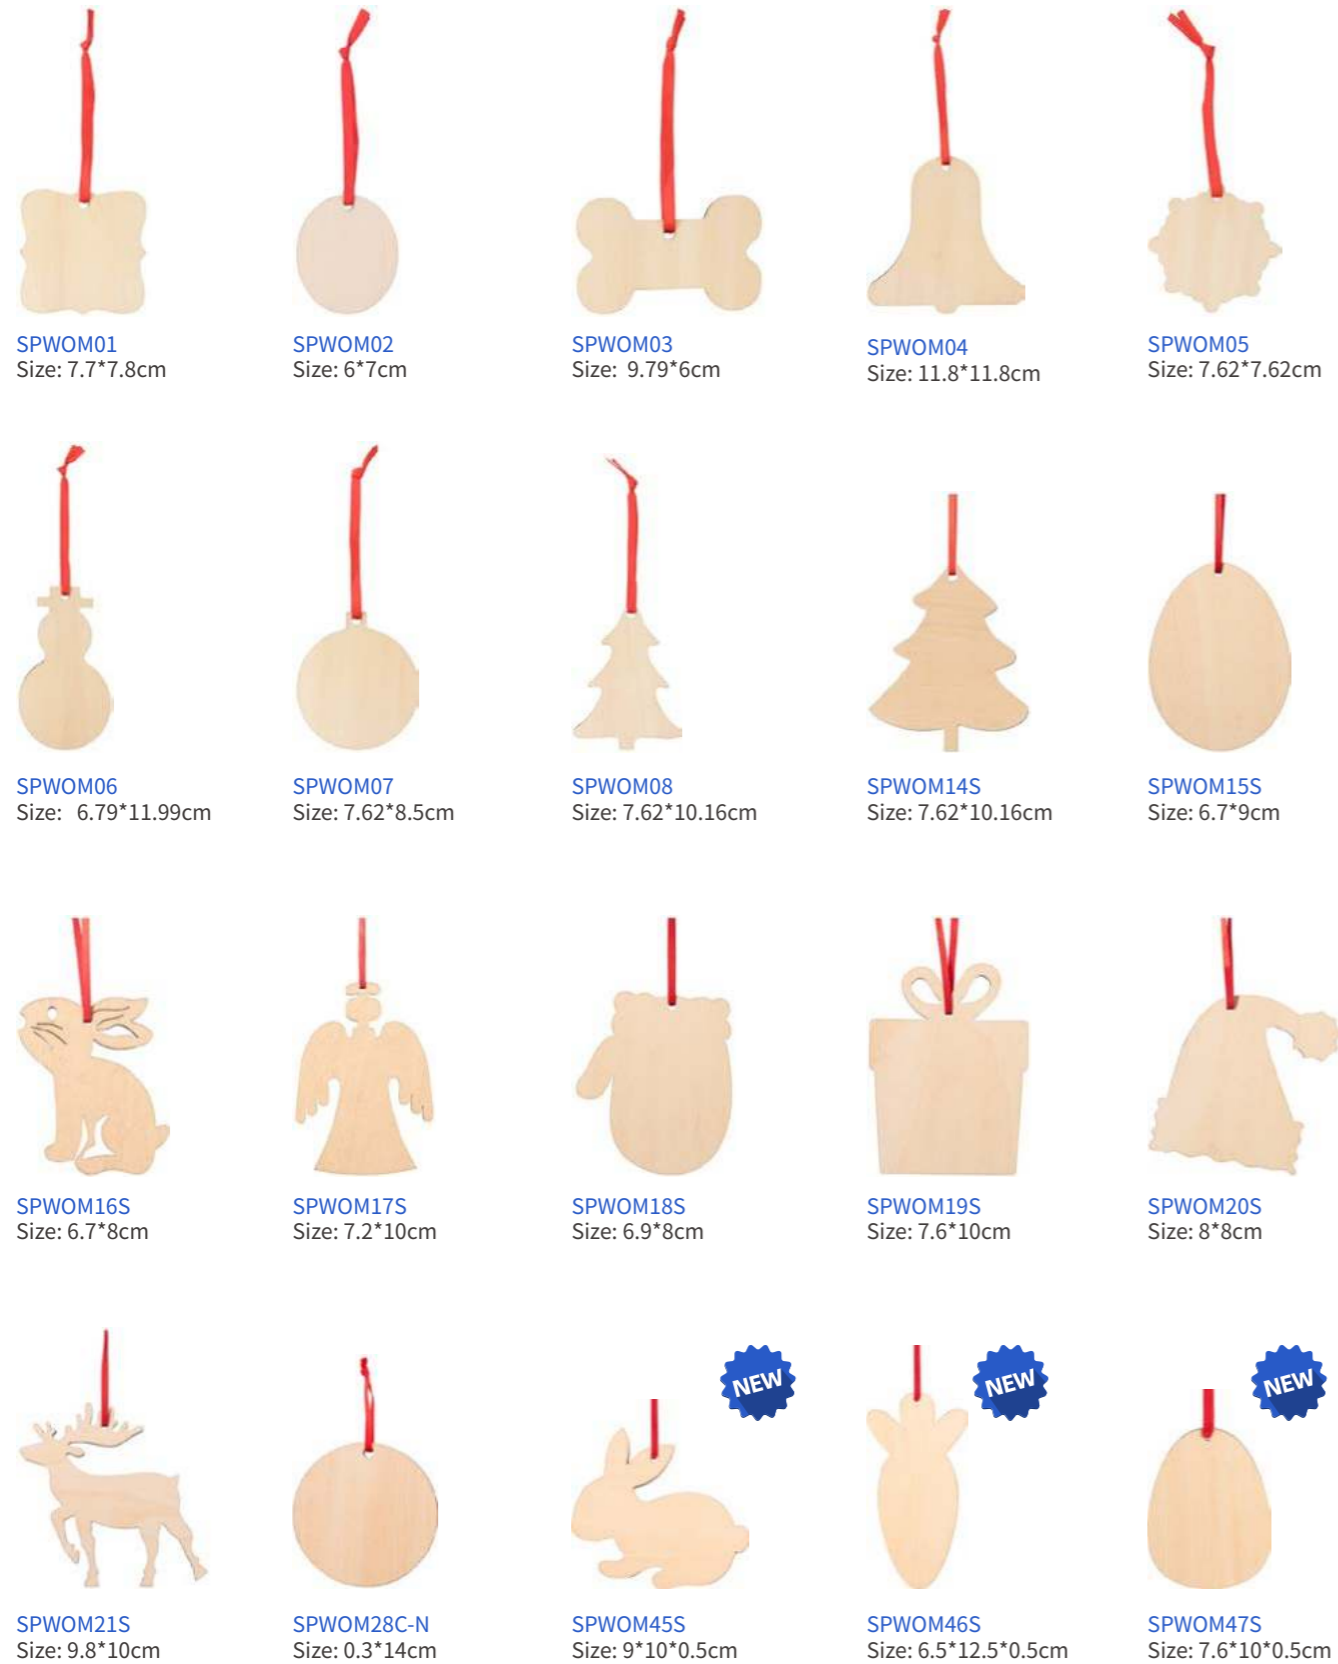 SPWOM01
Size: 7.7*7.8cm
SPWOM02
Size: 6*7cm
SPWOM03
Size: 9.79*6cm
SPWOM04
Size: 11.8*11.8cm
SPWOM05
Size: 7.62*7.62cm
SPWOM06
Size: 6.79*11.99cm
SPWOM07
Size: 7.62*8.5cm
SPWOM08
Size: 7.62*10.16cm
SPWOM14S
Size: 7.62*10.16cm
SPWOM15S
Size: 6.7*9cm
SPWOM16S
Size: 6.7*8cm
SPWOM17S
Size: 7.2*10cm
SPWOM18S
Size: 6.9*8cm
SPWOM19S
Size: 7.6*10cm
SPWOM20S
Size: 8*8cm
SPWOM21S
Size: 9.8*10cm
SPWOM28C-N
Size: 0.3*14cm
NEW
SPWOM45S
Size: 9*10*0.5cm
NEW
SPWOM46S
Size: 6.5*12.5*0.5cm
NEW
SPWOM47S
Size: 7.6*10*0.5cm